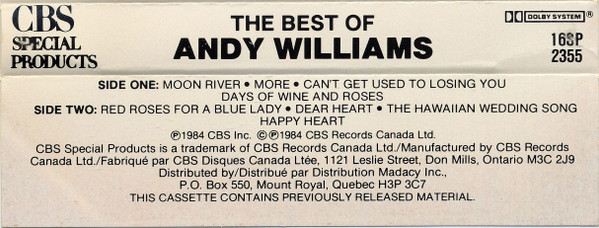 CBS
SPECIAL
PRODUCTS
THE BEST OF
ANDY WILLIAMS
DOLBY SYSTEM ®
16SP
2355
SIDE ONE: MOON RIVER • MORE • CAN'T GET USED TO LOSING YOU
DAYS OF WINE AND ROSES
SIDE TWO: RED ROSES FOR A BLUE LADY • DEAR HEART • THE HAWAIIAN WEDDING SONG
HAPPY HEART
℗1984 CBS Inc. ©℗1984 CBS Records Canada Ltd.
CBS Special Products is a trademark of CBS Records Canada Ltd./Manufactured by CBS Records
Canada Ltd./Fabriqué par CBS Disques Canada Ltée, 1121 Leslie Street, Don Mills, Ontario M3C 2J9
Distributed by/Distribué par Distribution Madacy Inc.,
P.O. Box 550, Mount Royal, Quebec H3P 3C7
THIS CASSETTE CONTAINS PREVIOUSLY RELEASED MATERIAL.